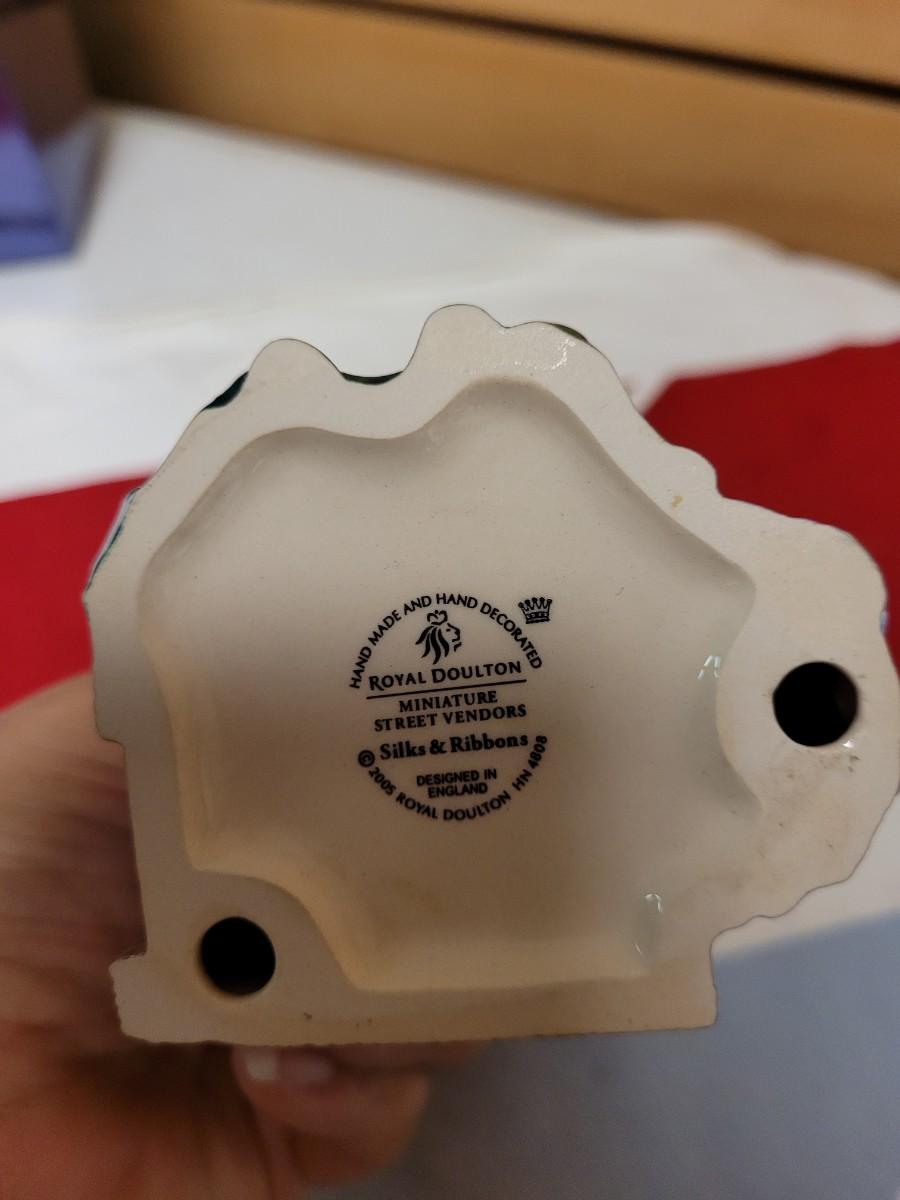 HAND MADE AND HAND DECORATED
ROYAL DOULTON
MINIATURE
STREET VENDORS
Silks & Ribbons
DESIGNED IN
ENGLAND
© 2005 ROYAL DOULTON HN 4808